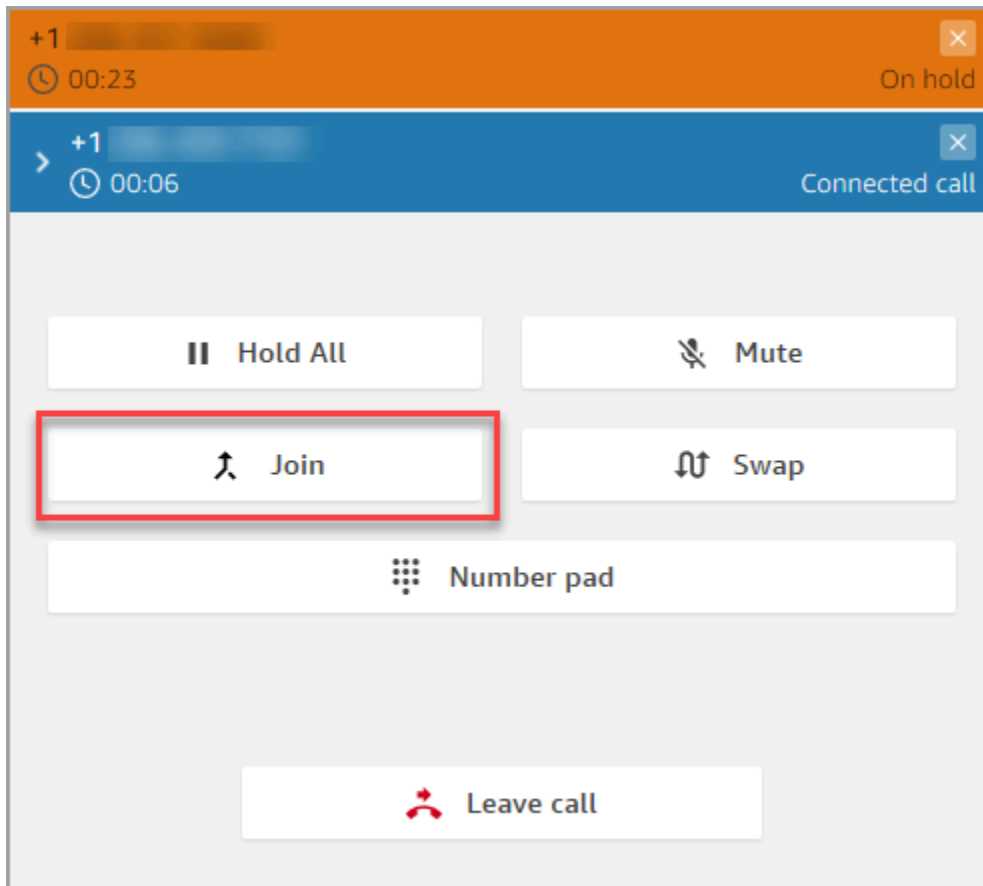 +1
00:23 On hold
+1
00:06 Connected call
Hold All Mute
Join Swap
Number pad
Leave call